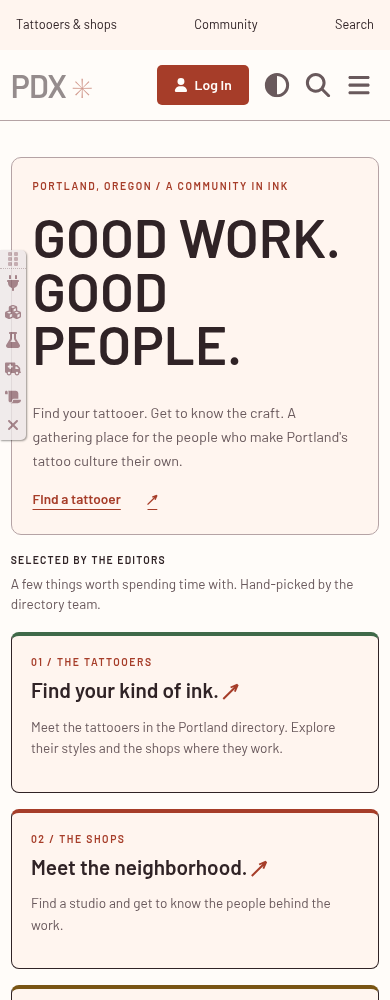 Tattooers & shops Community Search
PDX Log In
PORTLAND, OREGON / A COMMUNITY IN INK
GOOD WORK.
GOOD
PEOPLE.
Find your tattooer. Get to know the craft. A
gathering place for the people who make Portland's
tattoo culture their own.
Find a tattooer ↗
SELECTED BY THE EDITORS
A few things worth spending time with. Hand-picked by the
directory team.
01 / THE TATTOOERS
Find your kind of ink. ↗
Meet the tattooers in the Portland directory. Explore
their styles and the shops where they work.
02 / THE SHOPS
Meet the neighborhood. ↗
Find a studio and get to know the people behind the
work.